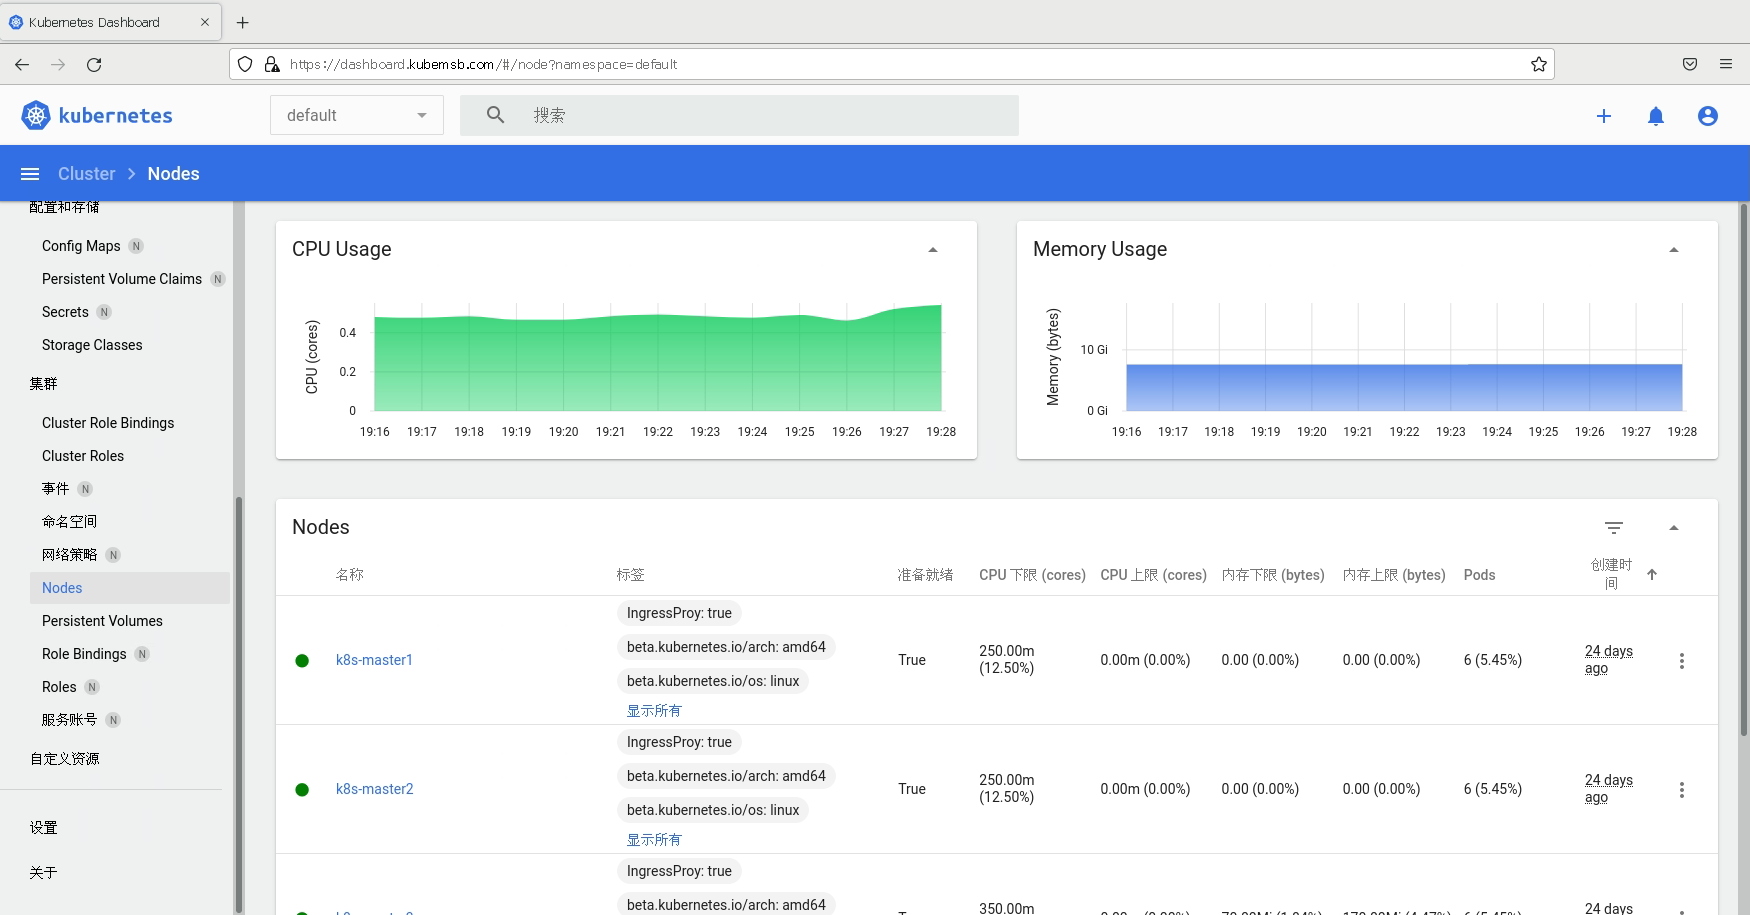 Kubernetes Dashboard
https://dashboard.kubemsb.com/#/node?namespace=default
kubernetes
default
搜索
Cluster
Nodes
配置和存储
Config Maps N
Persistent Volume Claims N
Secrets N
Storage Classes
集群
Cluster Role Bindings
Cluster Roles
事件 N
命名空间
网络策略 N
Nodes
Persistent Volumes
Role Bindings N
Roles N
服务账号 N
自定义资源
设置
关于
CPU Usage
CPU (cores)
0.4
0.2
0
19:16 19:17 19:18 19:19 19:20 19:21 19:22 19:23 19:24 19:25 19:26 19:27 19:28
Memory Usage
Memory (bytes)
10 Gi
0 Gi
19:16 19:17 19:18 19:19 19:20 19:21 19:22 19:23 19:24 19:25 19:26 19:27 19:28
Nodes
名称 标签 准备就绪 CPU 下限 (cores) CPU 上限 (cores) 内存下限 (bytes) 内存上限 (bytes) Pods 创建时
间
IngressProy: true
beta.kubernetes.io/arch: amd64
beta.kubernetes.io/os: linux
显示所有
k8s-master1
True
250.00m
(12.50%)
0.00m (0.00%)
0.00 (0.00%)
0.00 (0.00%)
6 (5.45%)
24 days
ago
IngressProy: true
beta.kubernetes.io/arch: amd64
beta.kubernetes.io/os: linux
显示所有
k8s-master2
True
250.00m
(12.50%)
0.00m (0.00%)
0.00 (0.00%)
0.00 (0.00%)
6 (5.45%)
24 days
ago
IngressProy: true
beta.kubernetes.io/arch: amd64
350.00m
24 days